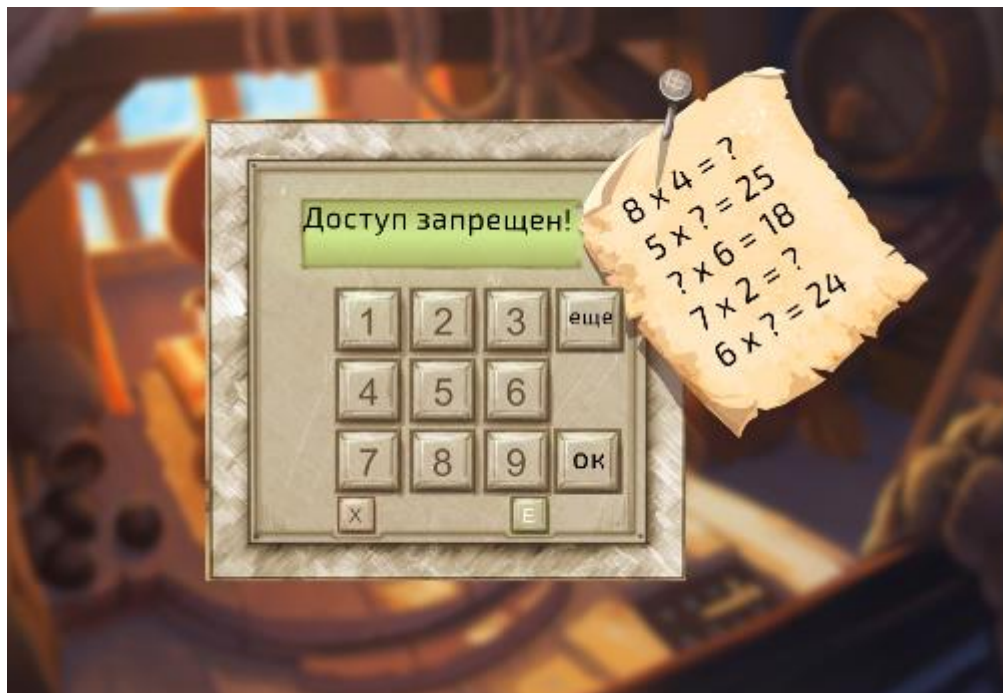 Доступ запрещен!
1 2 3 еще
4 5 6
7 8 9 ок
X E
8 x 4 = ?
5 x ? = 25
? x 6 = 18
7 x 2 = ?
6 x ? = 24